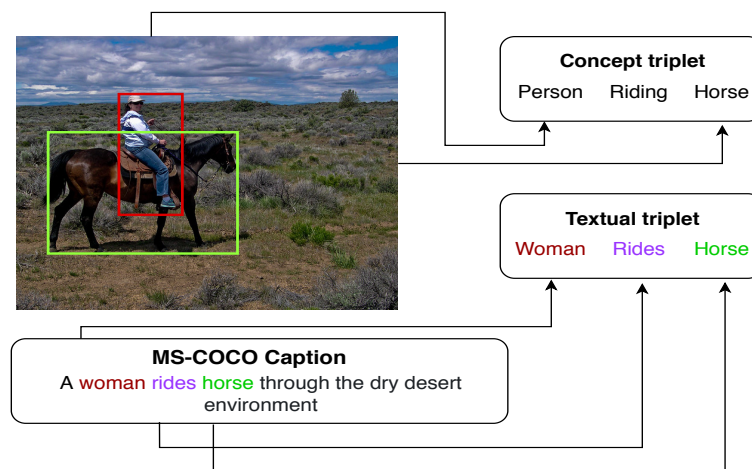 Concept triplet
Person Riding Horse
Textual triplet
Woman Rides Horse
MS-COCO Caption
A woman rides horse through the dry desert
environment